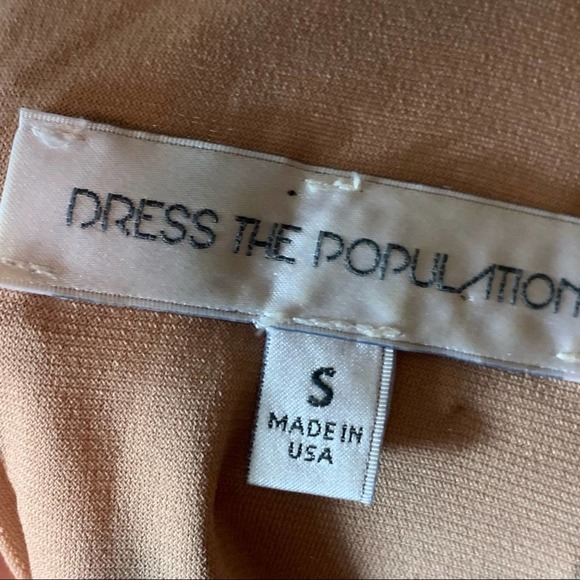 DRESS THE POPULATION
S
MADE IN
USA